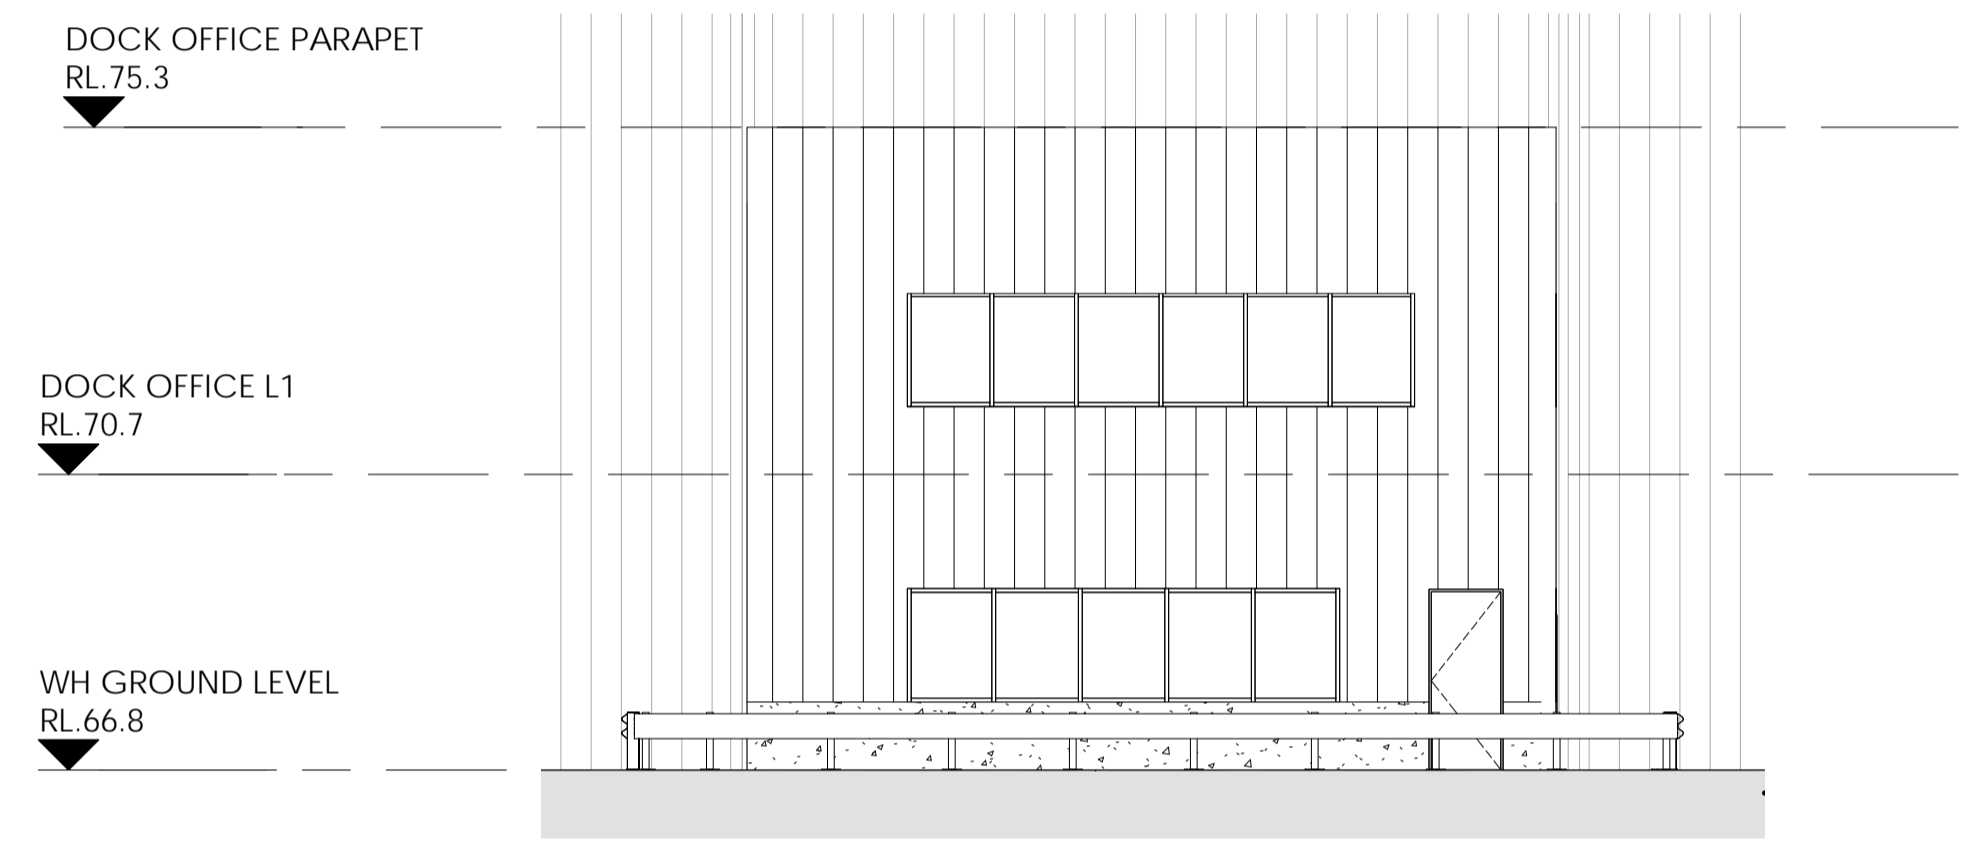 DOCK OFFICE PARAPET
RL.75.3
DOCK OFFICE L1
RL.70.7
WH GROUND LEVEL
RL.66.8